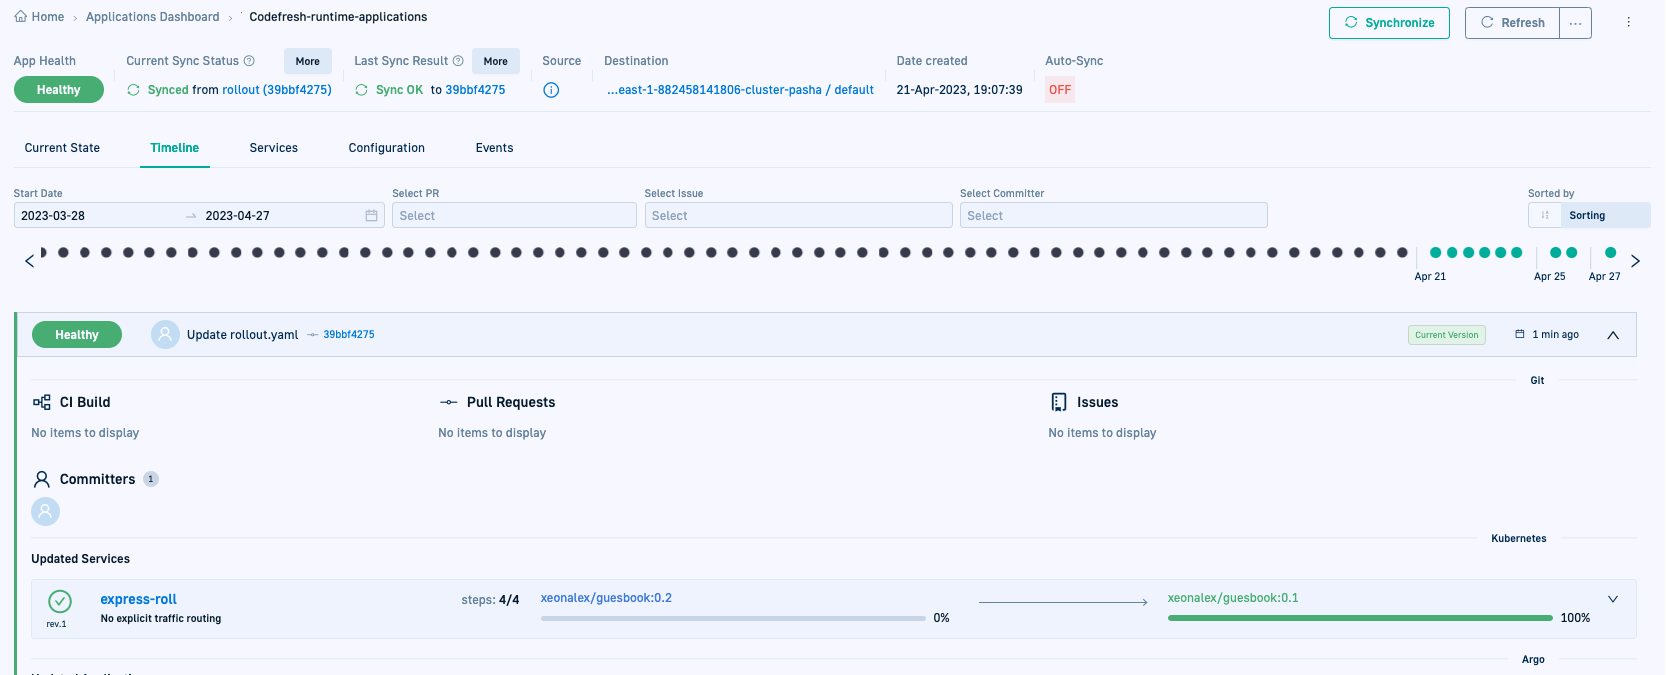 Home > Applications Dashboard > Codefresh-runtime-applications
Synchronize
Refresh
...
App Health
Current Sync Status
More
Last Sync Result
More
Source
Destination
Date created
Auto-Sync
Healthy
Synced from rollout (39bbf4275)
Sync OK to 39bbf4275
...east-1-882458141806-cluster-pasha / default
21-Apr-2023, 19:07:39
OFF
Current State
Timeline
Services
Configuration
Events
Start Date
Select PR
Select Issue
Select Committer
Sorted by
2023-03-28 → 2023-04-27
Select
Select
Select
Sorting
Apr 21
Apr 25
Apr 27
Healthy
Update rollout.yaml
39bbf4275
Current Version
1 min ago
Git
CI Build
Pull Requests
Issues
No items to display
No items to display
No items to display
Committers 1
Kubernetes
Updated Services
express-roll
steps: 4/4
xeonalex/guesbook:0.2
xeonalex/guesbook:0.1
rev.1
No explicit traffic routing
0%
100%
Argo